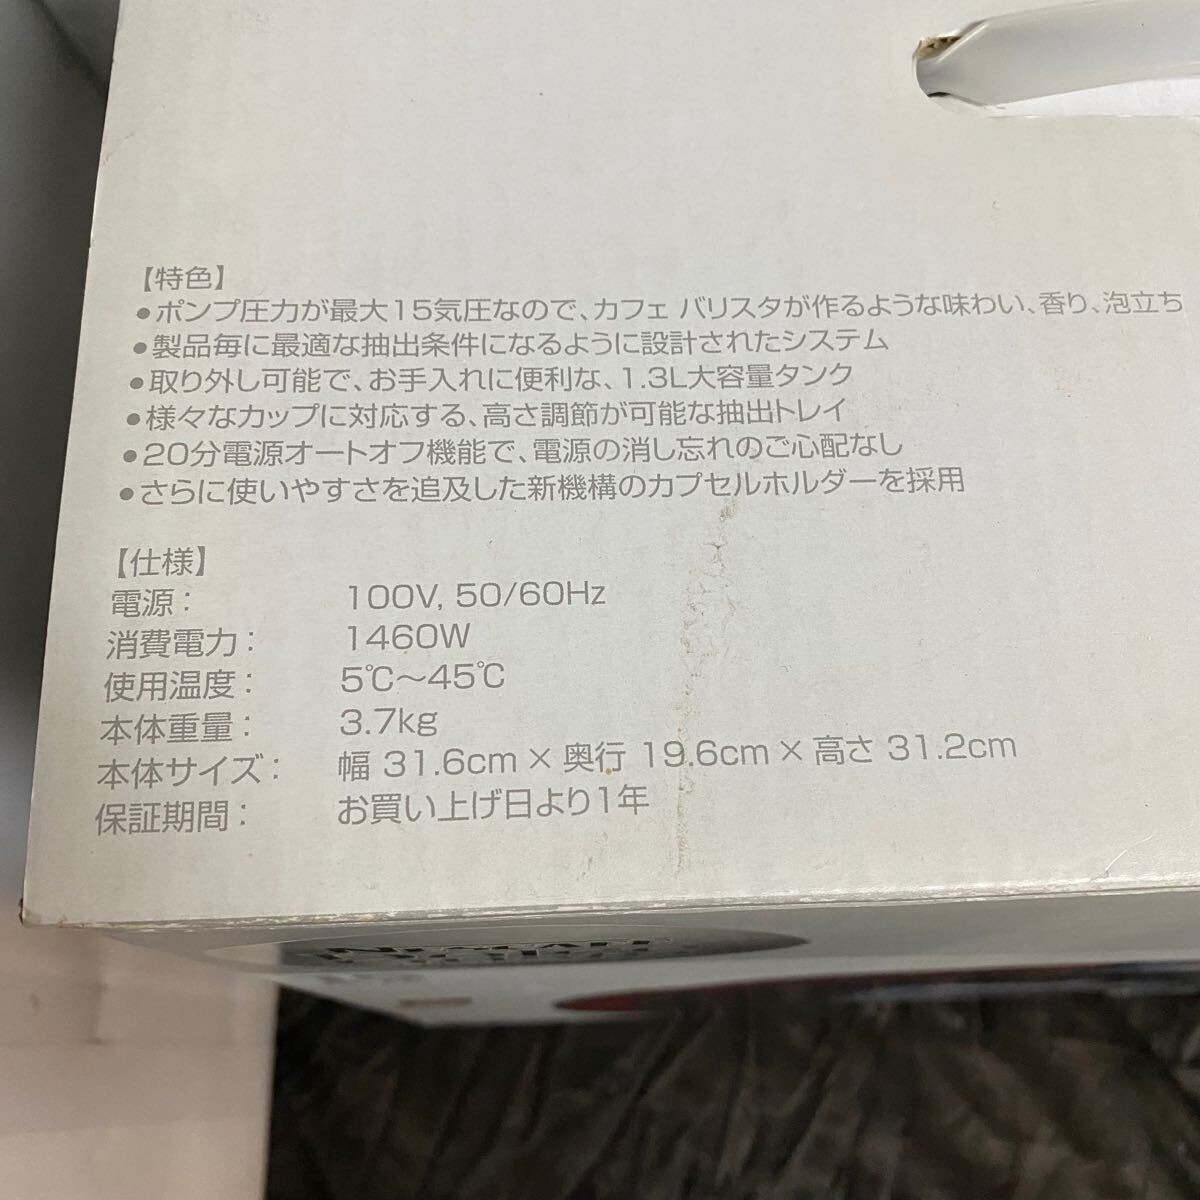 【特色】
●ポンプ圧力が最大15気圧なので、カフェ バリスタが作るような味わい、香り、泡立ち
●製品毎に最適な抽出条件になるように設計されたシステム
●取り外し可能で、お手入れに便利な、1.3L大容量タンク
●様々なカップに対応する、高さ調節が可能な抽出トレイ
●20分電源オートオフ機能で、電源の消し忘れのご心配なし
●さらに使いやすさを追及した新機構のカプセルホルダーを採用
【仕様】
電源： 100V, 50/60Hz
消費電力： 1460W
使用温度： 5℃～45℃
本体重量： 3.7kg
本体サイズ： 幅 31.6cm × 奥行 19.6cm × 高さ 31.2cm
保証期間： お買い上げ日より1年